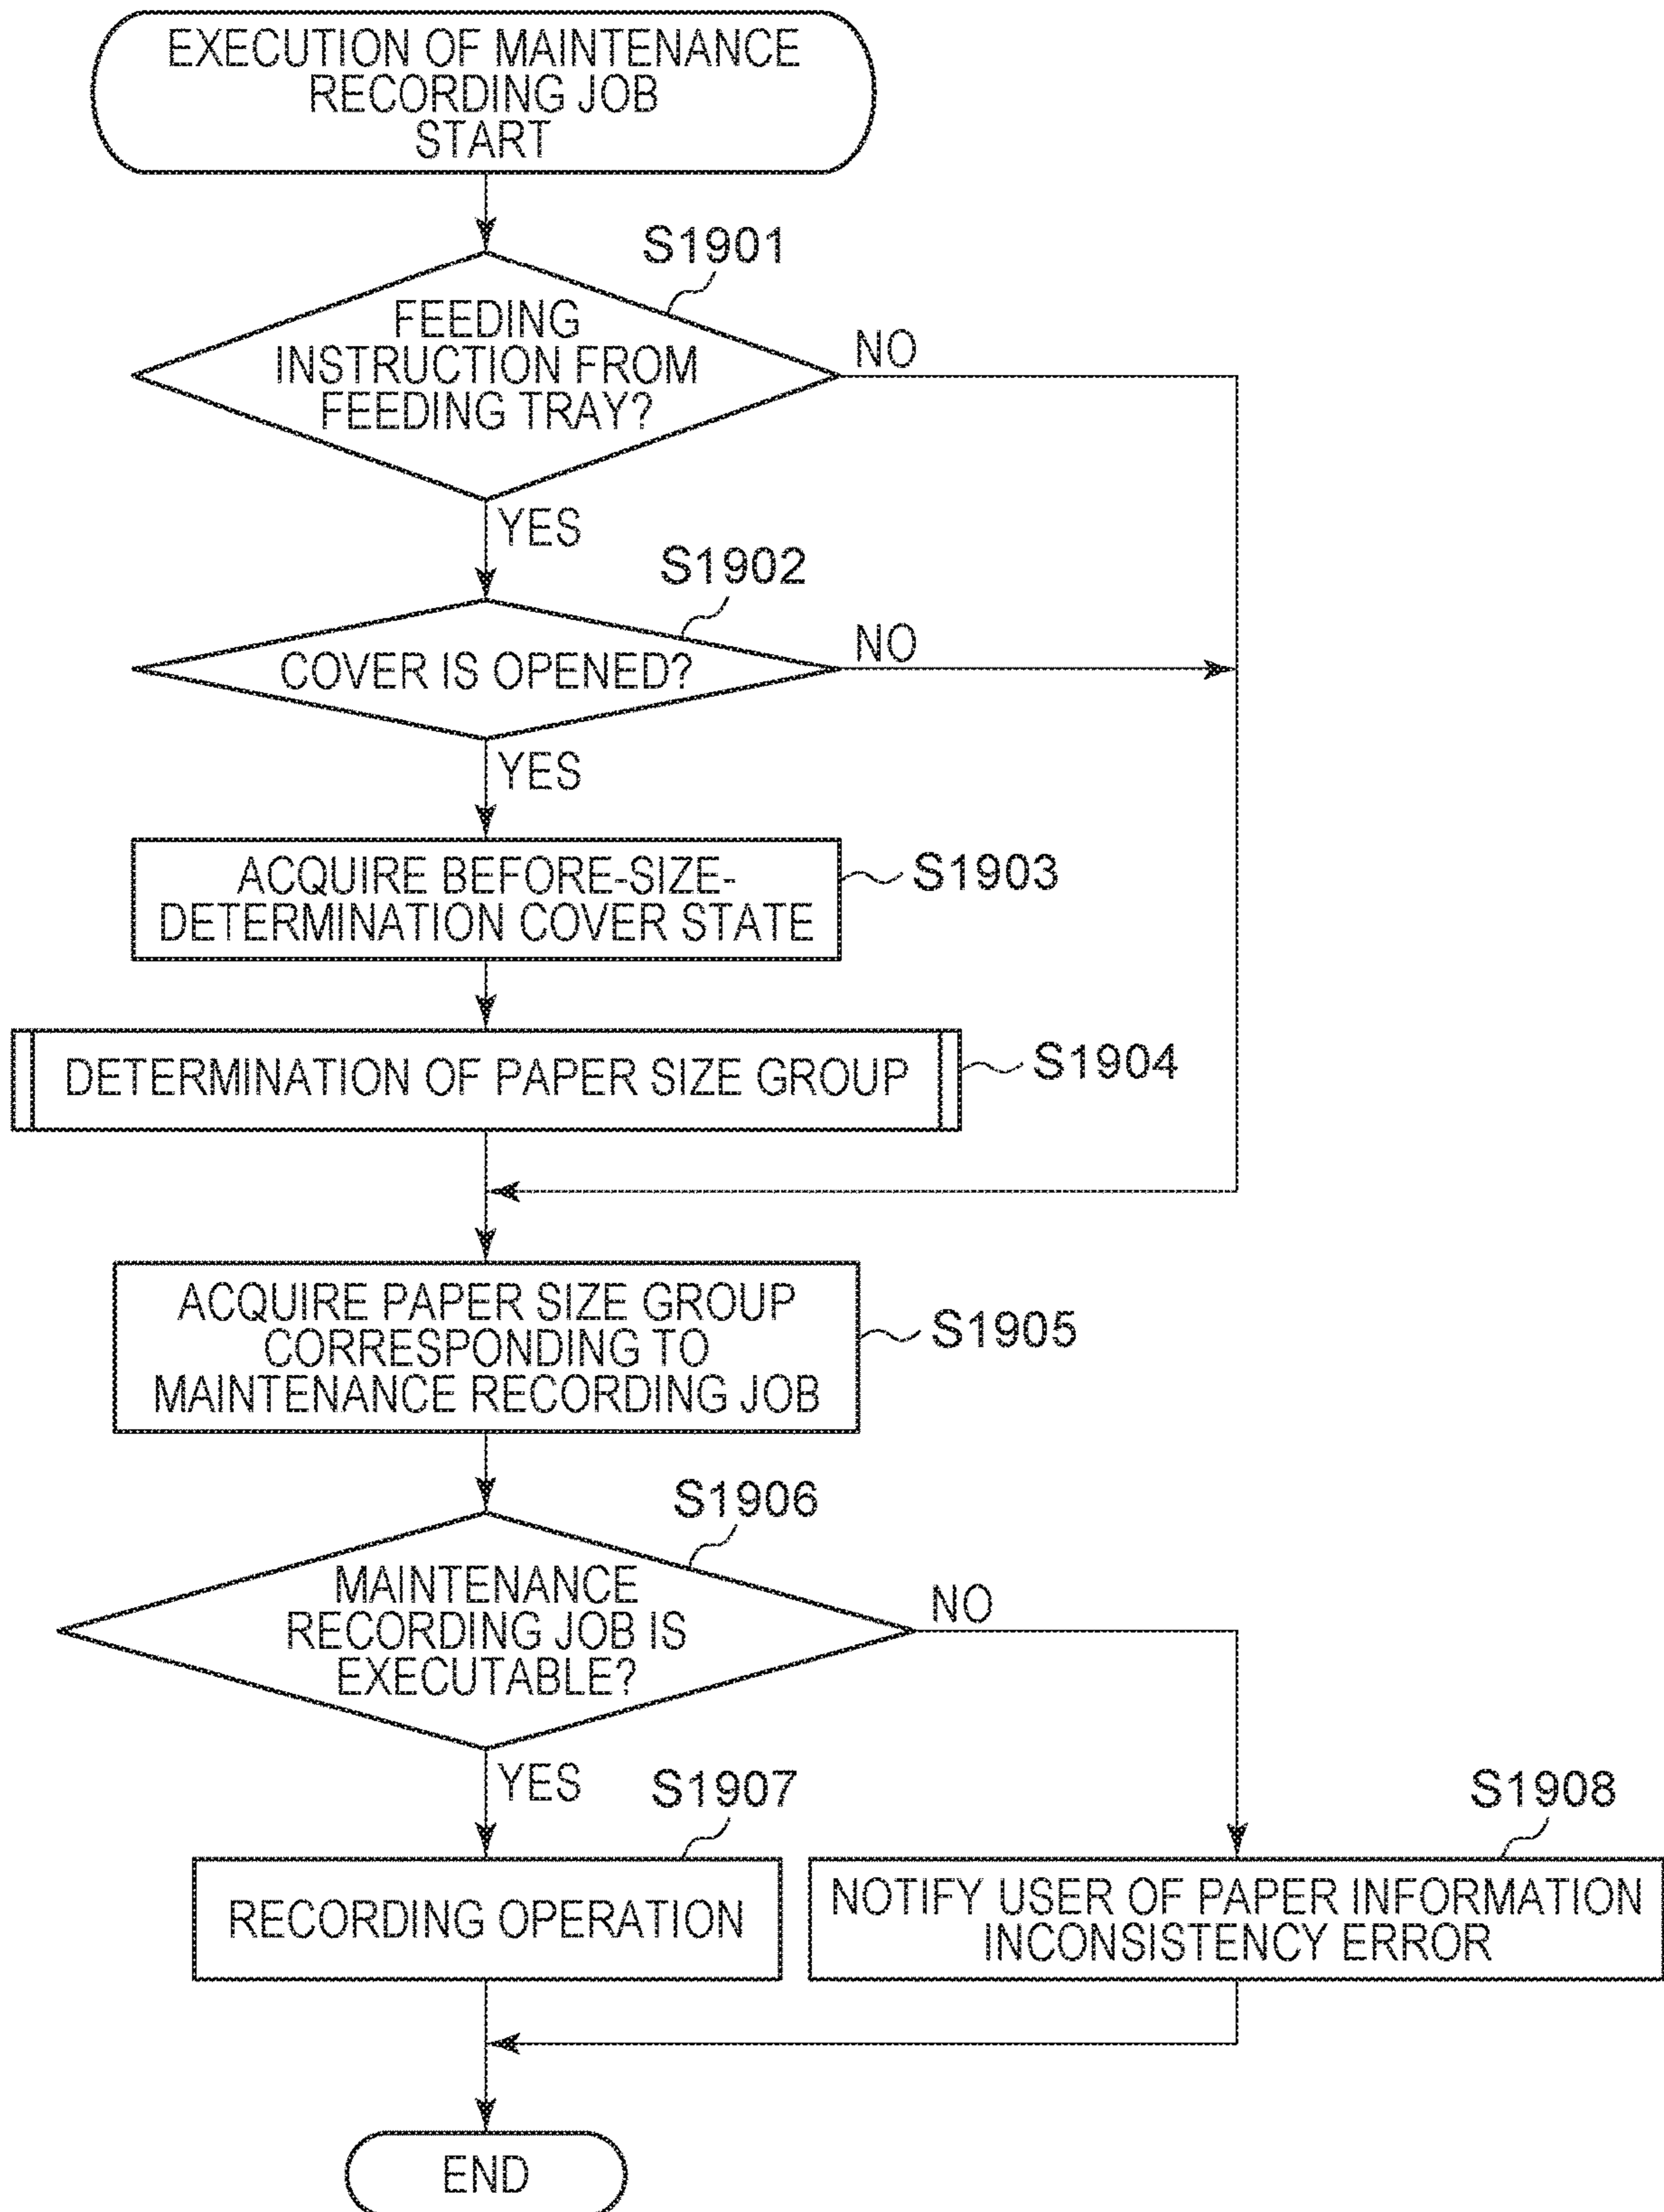 EXECUTION OF MAINTENANCE
RECORDING JOB
START
S1901
FEEDING
INSTRUCTION FROM
FEEDING TRAY?
NO
YES
S1902
COVER IS OPENED?
NO
YES
ACQUIRE BEFORE-SIZE-
DETERMINATION COVER STATE
S1903
DETERMINATION OF PAPER SIZE GROUP
S1904
ACQUIRE PAPER SIZE GROUP
CORRESPONDING TO
MAINTENANCE RECORDING JOB
S1905
S1906
MAINTENANCE
RECORDING JOB IS
EXECUTABLE?
NO
YES
S1907
RECORDING OPERATION
S1908
NOTIFY USER OF PAPER INFORMATION
INCONSISTENCY ERROR
END